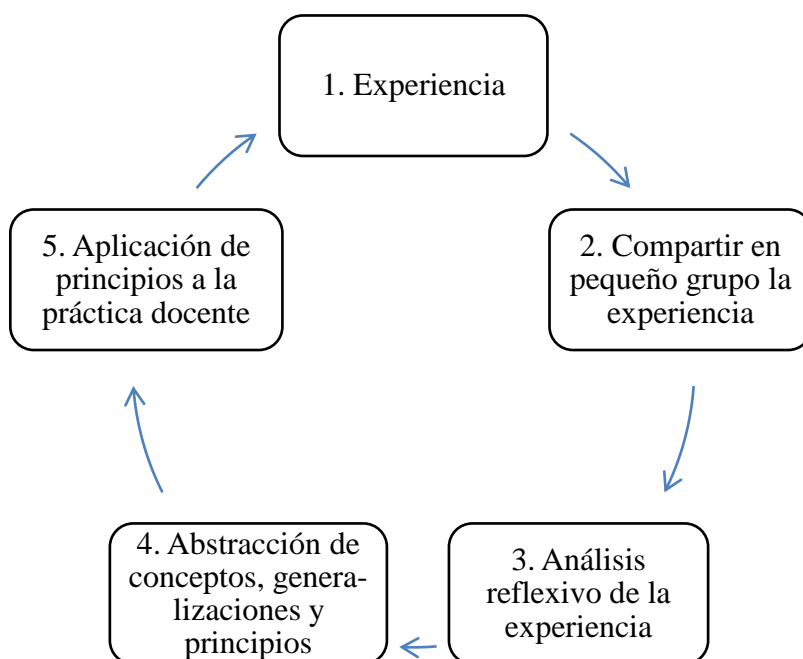 1. Experiencia
2. Compartir en
pequeño grupo la
experiencia
3. Análisis
reflexivo de la
experiencia
4. Abstracción de
conceptos, genera-
lizaciones y
principios
5. Aplicación de
principios a la
práctica docente